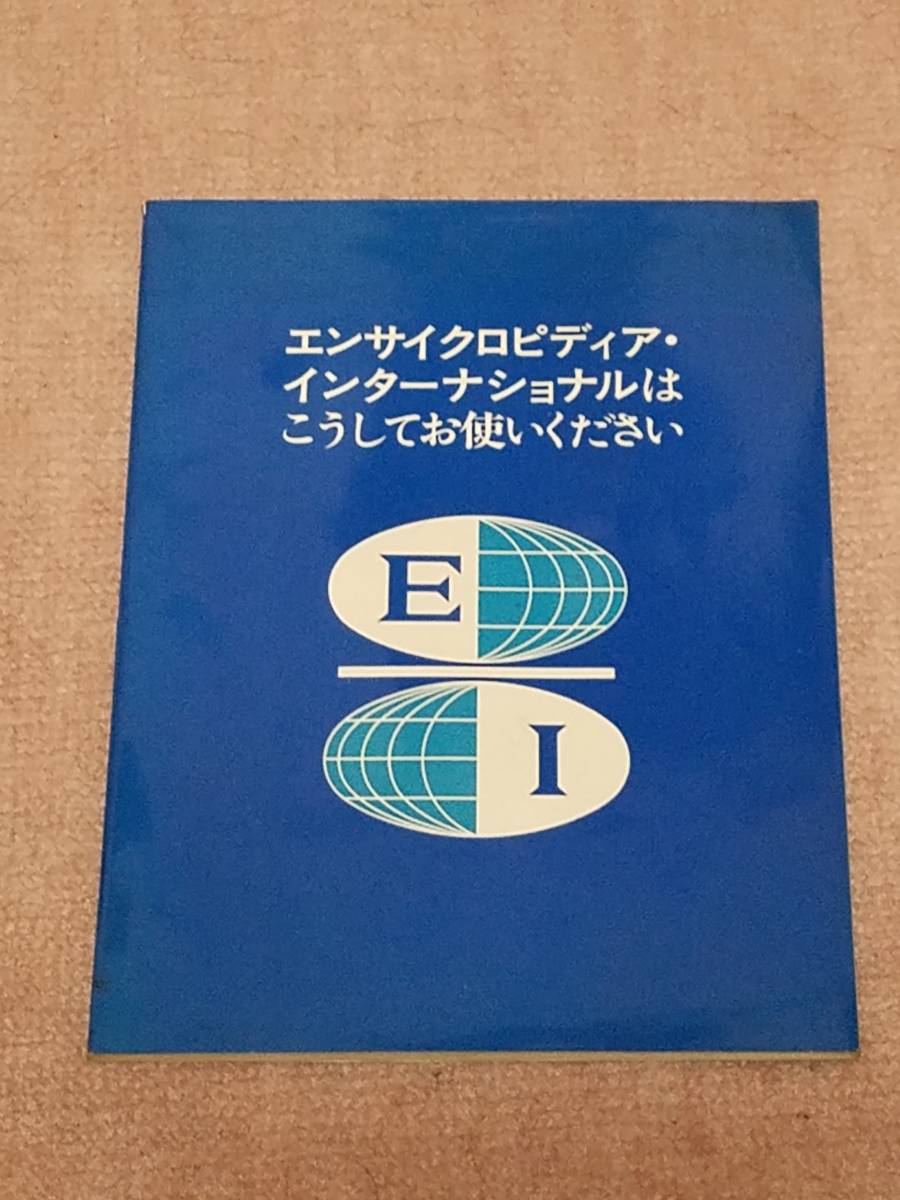 エンサイクロピディア・
インターナショナルは
こうしてお使いください
E
I